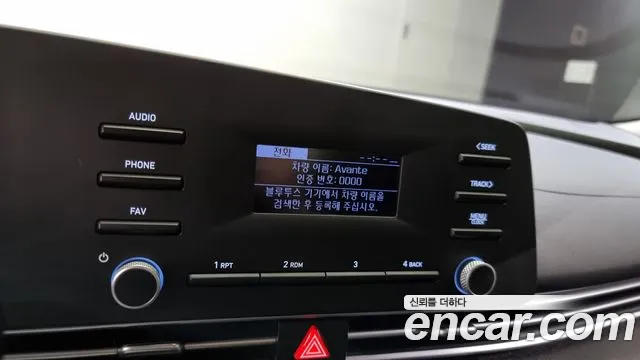 AUDIO
PHONE
FAV
전화
--:--
차량 이름: Avante
인증 번호: 0000
블루투스 기기에서 차량 이름을
검색한 후 등록해 주십시오.
<SEEK
TRACK>
MENU
CLOCK
1 RPT
2 RDM
3
4 BACK
신뢰를 더하다
encar.com